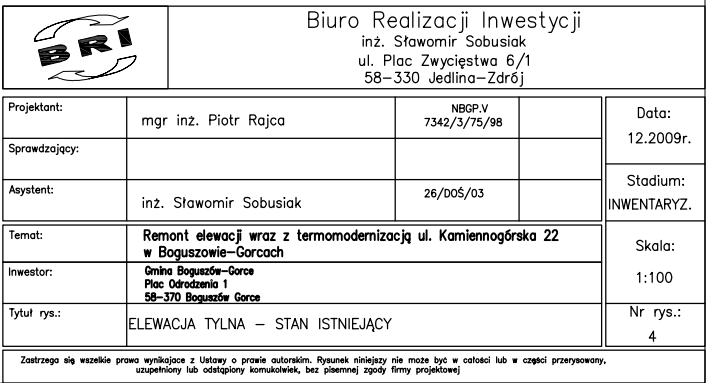 BRI
Biuro Realizacji Inwestycji
inż. Sławomir Sobusiak
ul. Plac Zwycięstwa 6/1
58-330 Jedlina-Zdrój
Projektant:
mgr inż. Piotr Rajca
NBGP.V
7342/3/75/98
Data:
12.2009r.
Sprawdzający:
Asystent:
inż. Sławomir Sobusiak
26/DOŚ/03
Stadium:
INWENTARYZ.
Temat:
Remont elewacji wraz z termomodernizacją ul. Kamiennogórska 22
w Boguszowie-Gorcach
Skala:
1:100
Inwestor:
Gmina Boguszów-Gorce
Plac Odrodzenia 1
58-370 Boguszów Gorce
Tytuł rys.:
ELEWACJA TYLNA – STAN ISTNIEJĄCY
Nr rys.:
4
Zastrzega się wszelkie prawa wynikające z Ustawy o prawie autorskim. Rysunek niniejszy nie może być w całości lub w części przerysowany,
uzupełniony lub odstąpiony komukolwiek, bez pisemnej zgody firmy projektowej